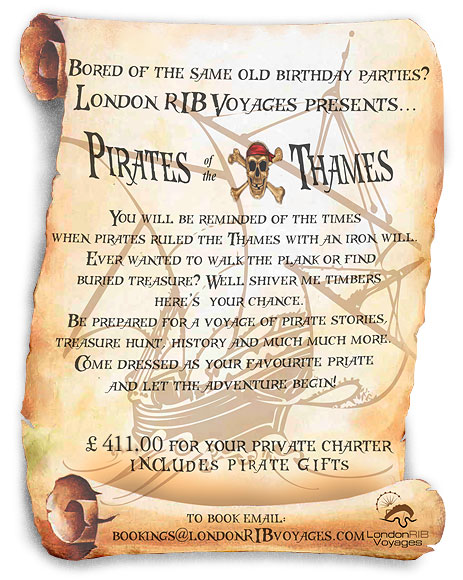 Bored of the same old birthday parties?
London RIB Voyages presents...
Pirates of the Thames
You will be reminded of the times
when pirates ruled the Thames with an iron will.
Ever wanted to walk the plank or find
buried treasure? Well shiver me timbers
here's your chance.
Be prepared for a voyage of pirate stories,
treasure hunt, history and much much more.
Come dressed as your favourite priate
and let the adventure begin!
£ 411.00 for your private charter
includes pirate gifts
to book email:
bookings@londonRIBvoyages.com
LondonRIB
Voyages